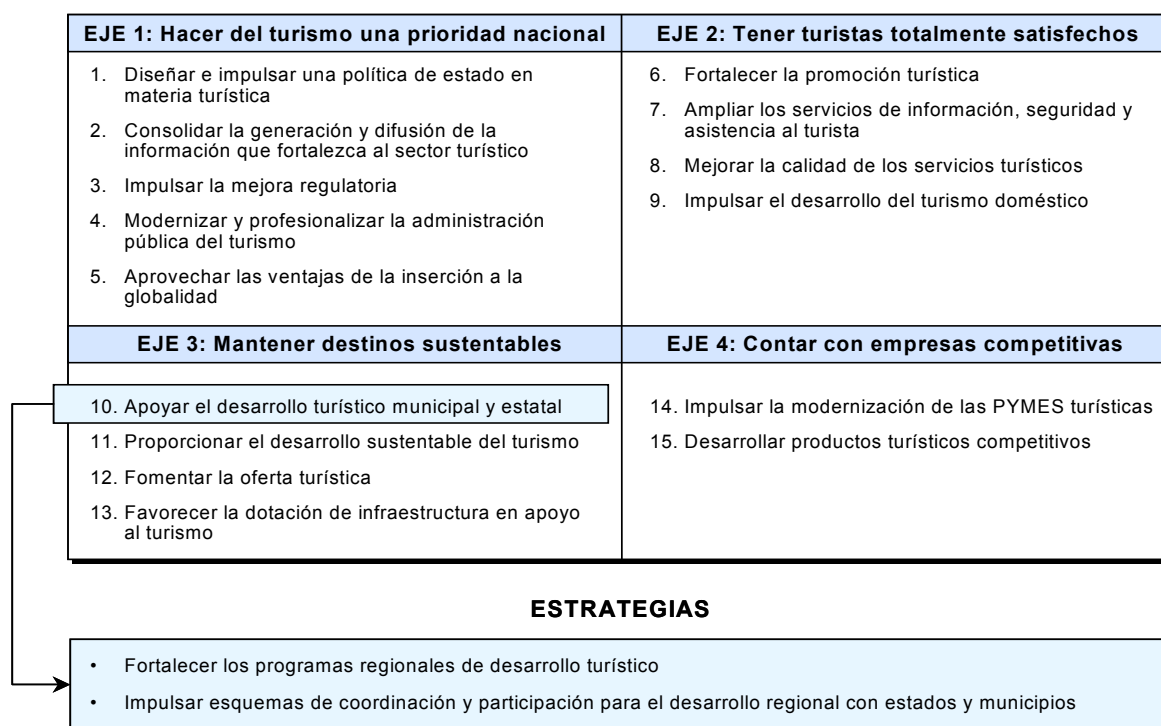 EJE 1: Hacer del turismo una prioridad nacional
1. Diseñar e impulsar una política de estado en
materia turística
2. Consolidar la generación y difusión de la
información que fortalezca al sector turístico
3. Impulsar la mejora regulatoria
4. Modernizar y profesionalizar la administración
pública del turismo
5. Aprovechar las ventajas de la inserción a la
globalidad
EJE 2: Tener turistas totalmente satisfechos
6. Fortalecer la promoción turística
7. Ampliar los servicios de información, seguridad y
asistencia al turista
8. Mejorar la calidad de los servicios turísticos
9. Impulsar el desarrollo del turismo doméstico
EJE 3: Mantener destinos sustentables
10. Apoyar el desarrollo turístico municipal y estatal
11. Proporcionar el desarrollo sustentable del turismo
12. Fomentar la oferta turística
13. Favorecer la dotación de infraestructura en apoyo
al turismo
EJE 4: Contar con empresas competitivas
14. Impulsar la modernización de las PYMES turísticas
15. Desarrollar productos turísticos competitivos
ESTRATEGIAS
• Fortalecer los programas regionales de desarrollo turístico
• Impulsar esquemas de coordinación y participación para el desarrollo regional con estados y municipios